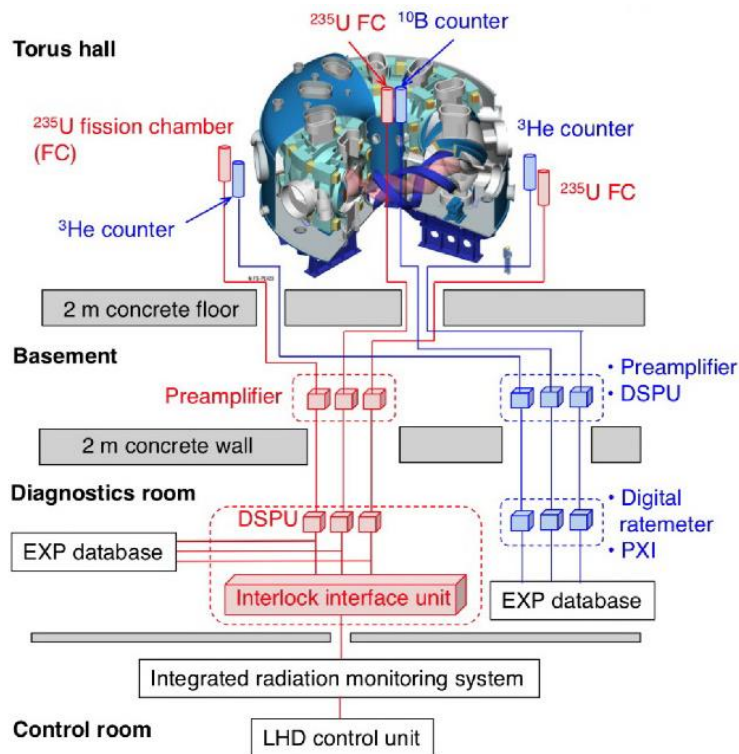 ²³⁵U FC
¹⁰B counter
Torus hall
²³⁵U fission chamber
(FC)
³He counter
²³⁵U FC
³He counter
2 m concrete floor
Basement
Preamplifier
• Preamplifier
• DSPU
2 m concrete wall
Diagnostics room
DSPU
• Digital
ratemeter
• PXI
EXP database
Interlock interface unit
EXP database
Integrated radiation monitoring system
Control room
LHD control unit